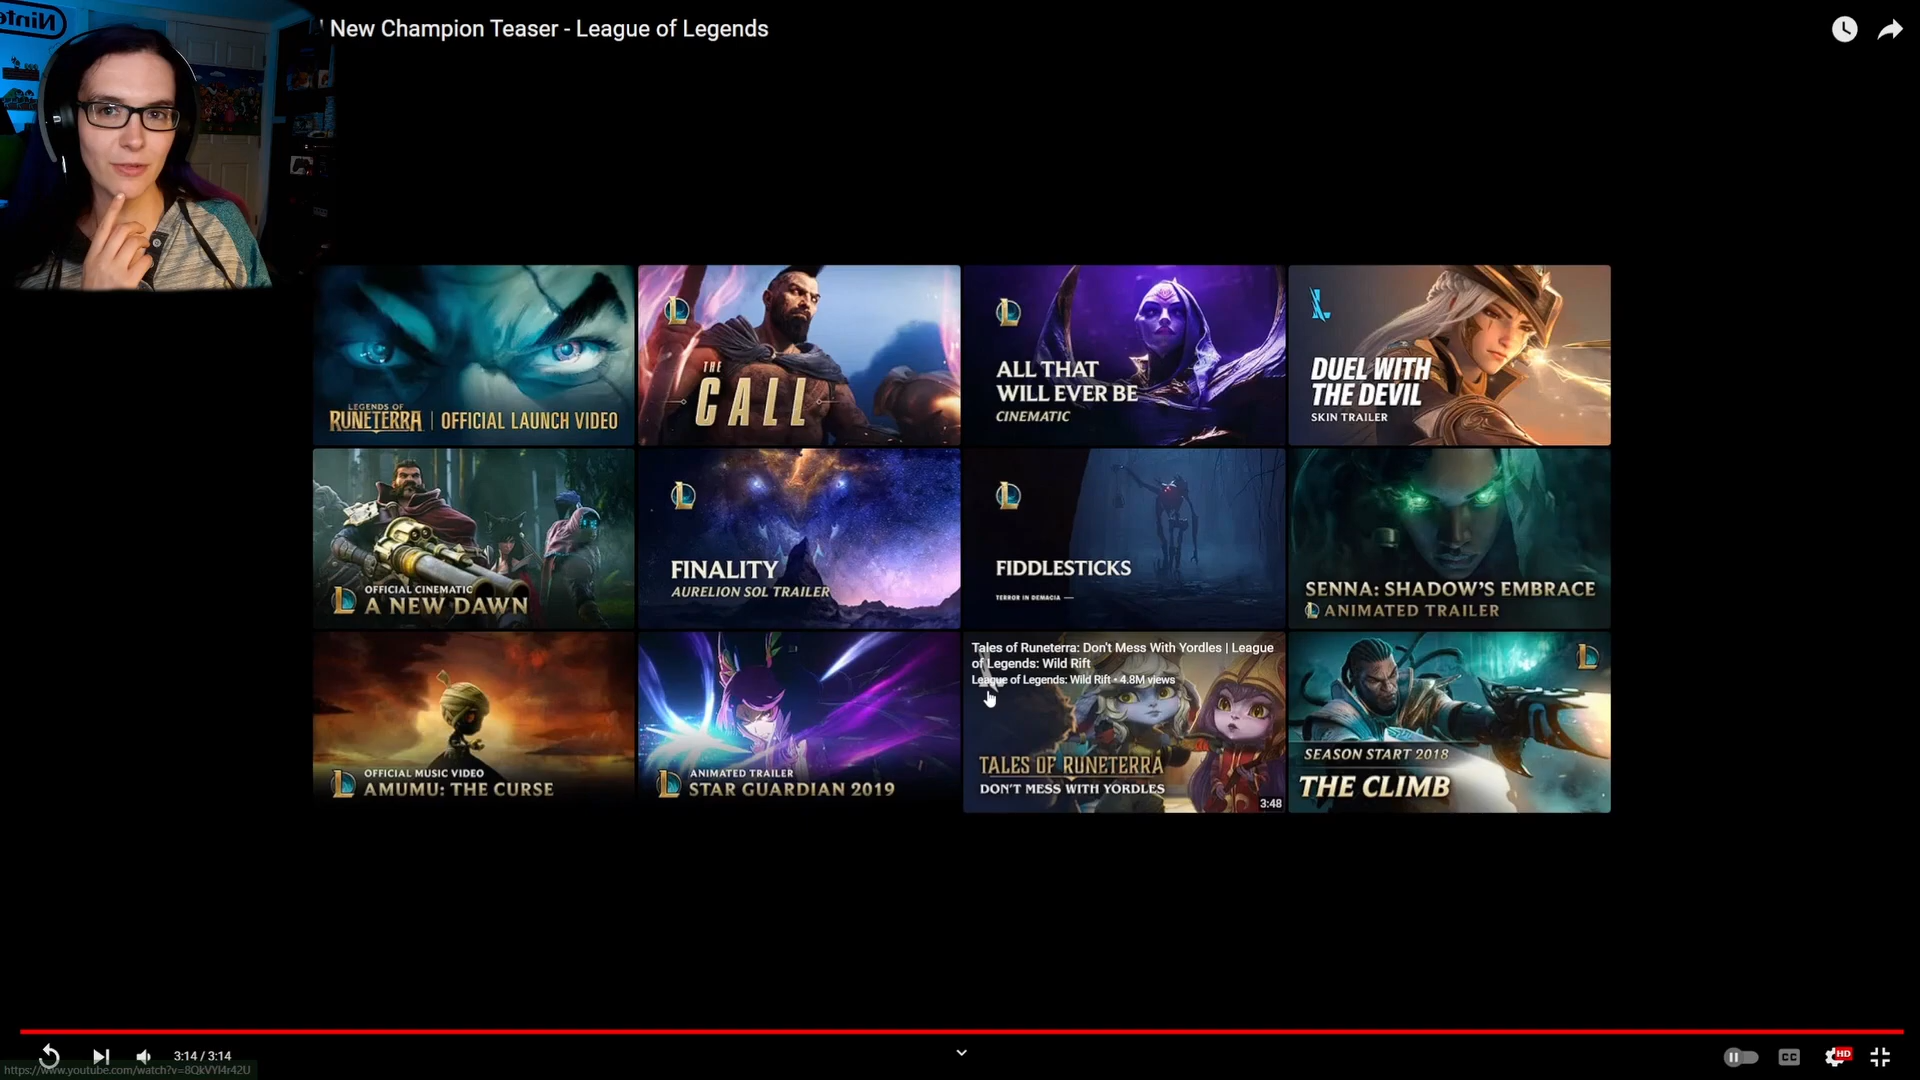 Ninte
New Champion Teaser - League of Legends
LEGENDS OF
RUNETERRA | OFFICIAL LAUNCH VIDEO
THE
CALL
ALL THAT
WILL EVER BE
CINEMATIC
DUEL WITH
THE DEVIL
SKIN TRAILER
OFFICIAL CINEMATIC
A NEW DAWN
FINALITY
AURELION SOL TRAILER
FIDDLESTICKS
TERROR IN DEMACIA
SENNA: SHADOW'S EMBRACE
ANIMATED TRAILER
OFFICIAL MUSIC VIDEO
AMUMU: THE CURSE
ANIMATED TRAILER
STAR GUARDIAN 2019
Tales of Runeterra: Don't Mess With Yordles | League
of Legends: Wild Rift
League of Legends: Wild Rift • 4.8M views
TALES OF RUNETERRA
DON'T MESS WITH YORDLES
3:48
SEASON START 2018
THE CLIMB
3:14 / 3:14
CC
HD
https://www.youtube.com/watch?v=8QkVYl4r42U